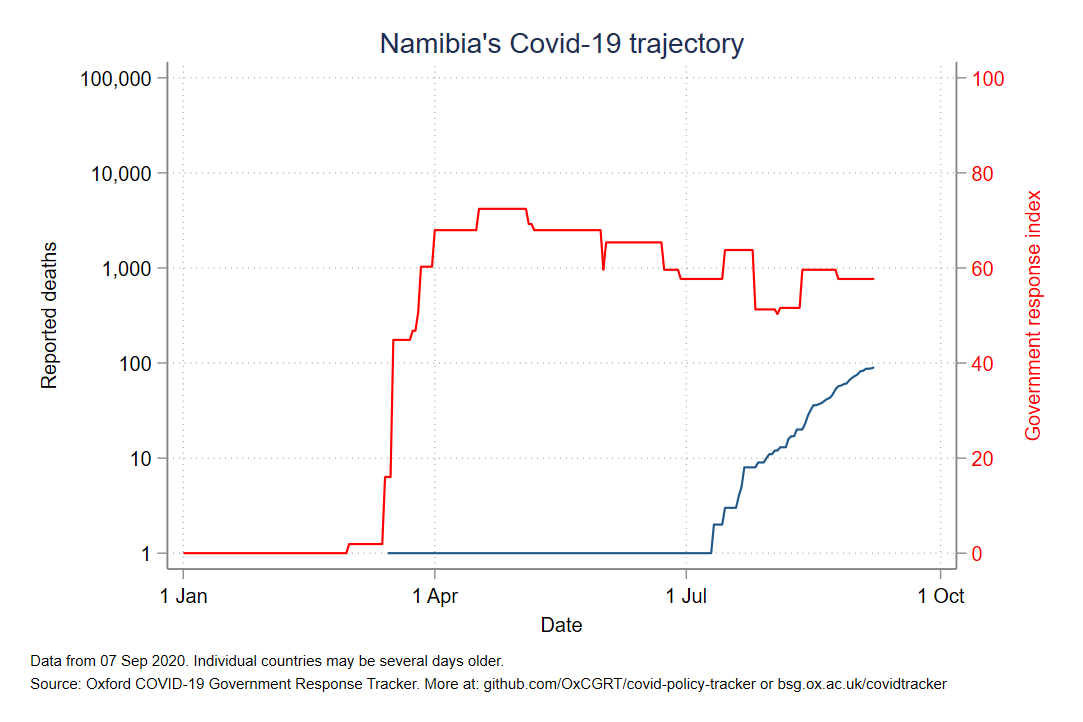 Namibia's Covid-19 trajectory
100,000
10,000
1,000
100
10
1
Reported deaths
100
80
60
40
20
0
Government response index
1 Jan
1 Apr
1 Jul
1 Oct
Date
Data from 07 Sep 2020. Individual countries may be several days older.
Source: Oxford COVID-19 Government Response Tracker. More at: github.com/OxCGRT/covid-policy-tracker or bsg.ox.ac.uk/covidtracker